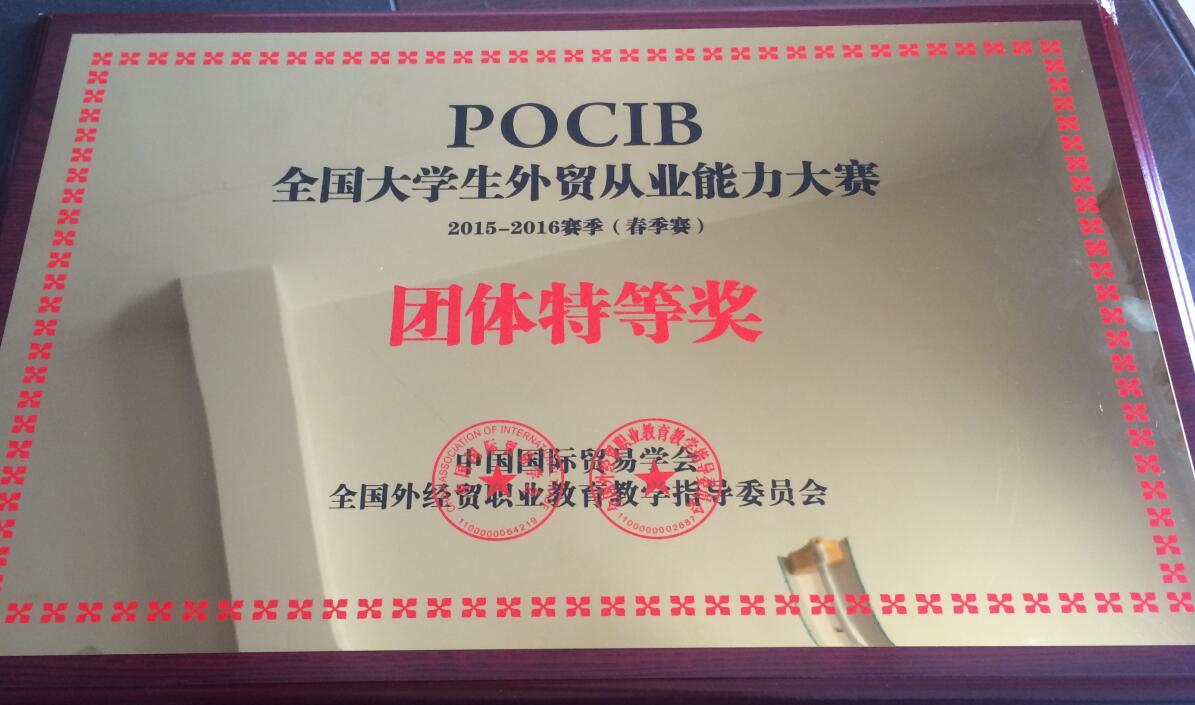 POCIB
全国大学生外贸从业能力大赛
2015-2016赛季（春季赛）
团体特等奖
中国国际贸易学会
全国外经贸职业教育教学指导委员会
1100000064219
1100000002687